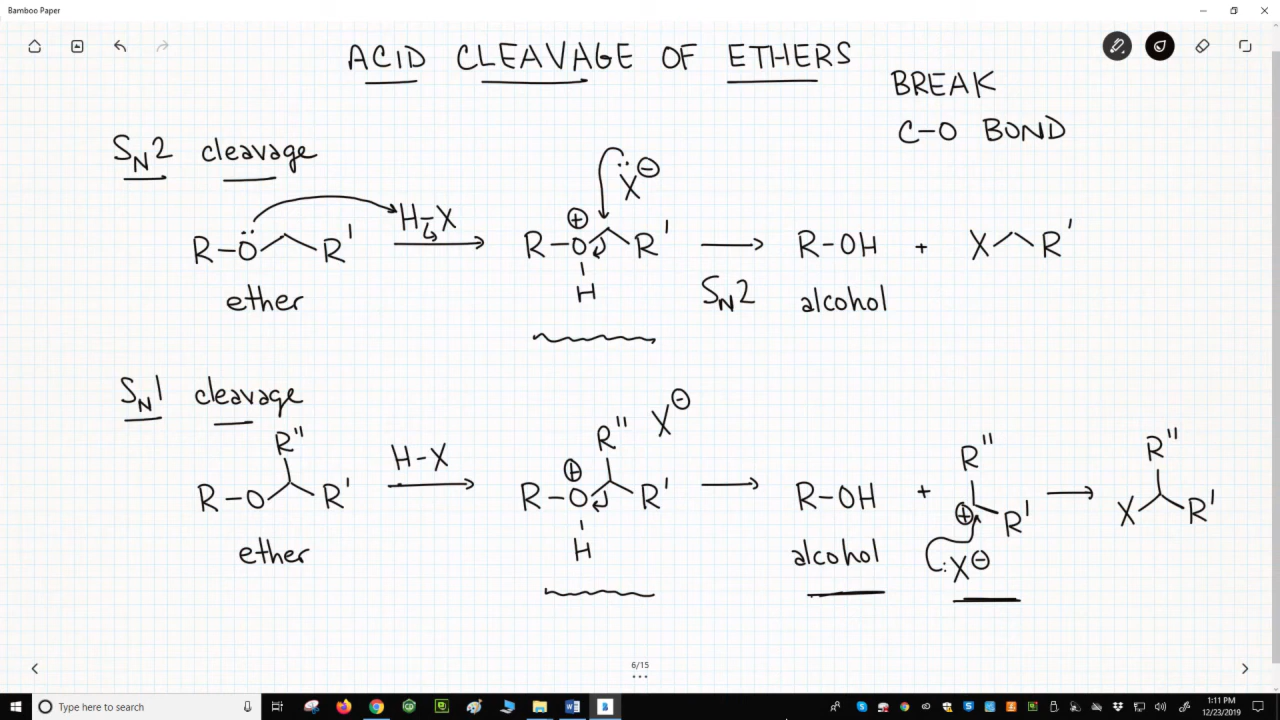 Bamboo Paper
ACID CLEAVAGE OF ETHERS
BREAK
C-O BOND
SN2 cleavage
R-Ö R' H-X ⊕ R-O-H R' :X⊖ R-OH + X R'
ether SN2 alcohol
SN1 cleavage
R" R" X⊖ R" R"
R-O R' H-X R-O⊕ R' R-OH + ⊕ R' X R'
H
ether alcohol :X⊖
6/15
Type here to search
1:11 PM
12/23/2019